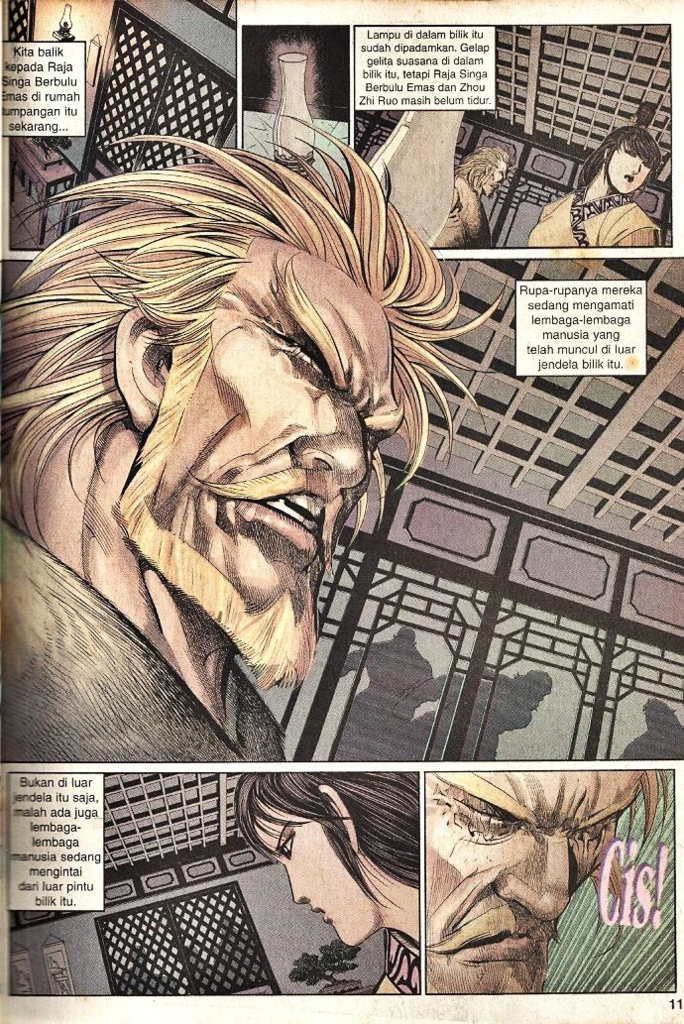 Kita balik
kepada Raja
Singa Berbulu
Emas di rumah
tumpangan itu
sekarang...
Lampu di dalam bilik itu
sudah dipadamkan. Gelap
gelita suasana di dalam
bilik itu, tetapi Raja Singa
Berbulu Emas dan Zhou
Zhi Ruo masih belum tidur.
Rupa-rupanya mereka
sedang mengamati
lembaga-lembaga
manusia yang
telah muncul di luar
jendela bilik itu.
Bukan di luar
jendela itu saja,
malah ada juga
lembaga-
lembaga
manusia sedang
mengintai
dari luar pintu
bilik itu.
Cis!
11